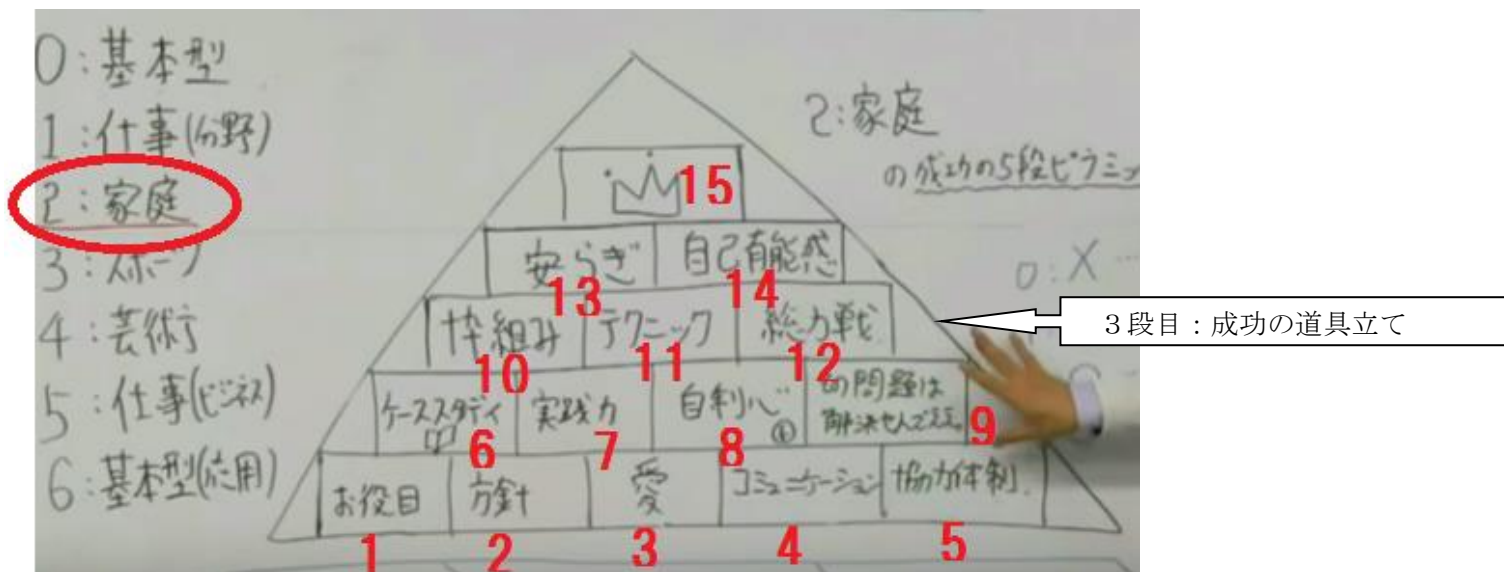 0:基本型
1:仕事(分野)
2:家庭
3:スポーツ
4:芸術
5:仕事(ビジネス)
6:基本型(応用)
2:家庭
の成功の5段ピラミッ
0:X…
15
安らぎ 自己有能感
13 14
枠組み テクニック 総力戦
10 11 12
ケーススタディ 実践力 自利心 の問題は
解決せんでええ。
6 7 8 9
お役目 方針 愛 コミュニケーション 協力体制
1 2 3 4 5
3段目:成功の道具立て